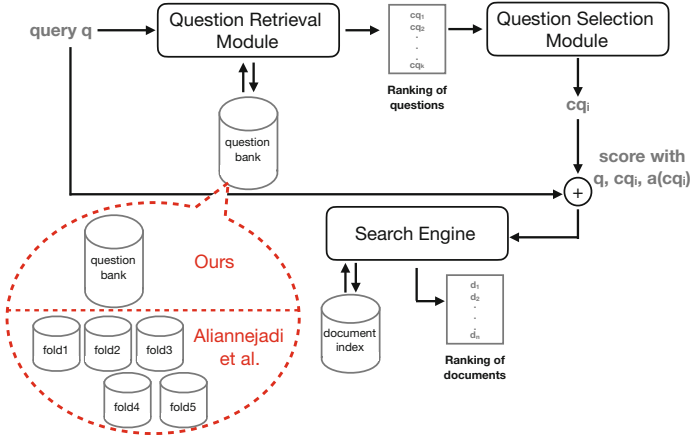 query q
Question Retrieval
Module
cq₁
cq₂
.
.
.
cqₖ
Ranking of
questions
Question Selection
Module
question
bank
cqᵢ
score with
q, cqᵢ, a(cqᵢ)
+
Search Engine
question
bank
Ours
document
index
d₁
d₂
.
.
.
dₙ
Ranking of
documents
Aliannejadi
et al.
fold1 fold2 fold3
fold4 fold5